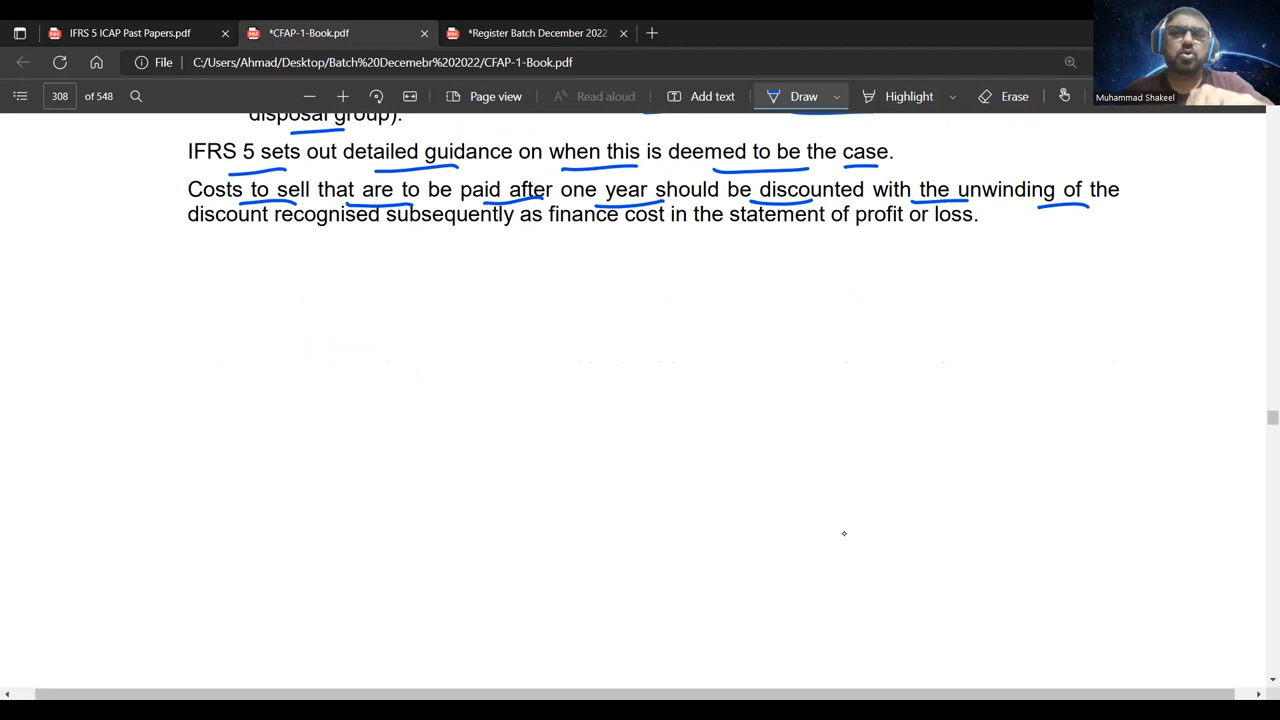 IFRS 5 ICAP Past Papers.pdf
*CFAP-1-Book.pdf
*Register Batch December 2022
File C:/Users/Ahmad/Desktop/Batch%20Decemebr%202022/CFAP-1-Book.pdf
308 of 548 Page view Read aloud Add text Draw Highlight Erase
Muhammad Shakeel
disposal group).
IFRS 5 sets out detailed guidance on when this is deemed to be the case.
Costs to sell that are to be paid after one year should be discounted with the unwinding of the
discount recognised subsequently as finance cost in the statement of profit or loss.